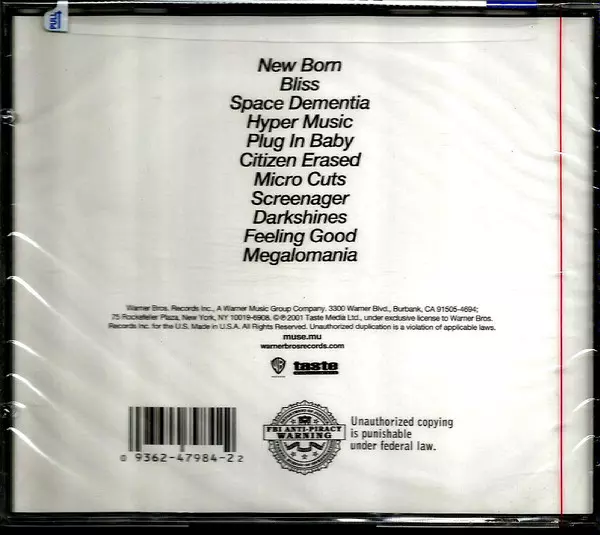 PULL
New Born
Bliss
Space Dementia
Hyper Music
Plug In Baby
Citizen Erased
Micro Cuts
Screenager
Darkshines
Feeling Good
Megalomania
Warner Bros. Records Inc., A Warner Music Group Company. 3300 Warner Blvd., Burbank, CA 91505-4694;
75 Rockefeller Plaza, New York, NY 10019-6908. ©℗2001 Taste Media Ltd., under exclusive license to Warner Bros.
Records Inc. for the U.S. Made in U.S.A. All Rights Reserved. Unauthorized duplication is a violation of applicable laws.
muse.mu
warnerbrosrecords.com
WB taste
FBI ANTI-PIRACY
WARNING
Unauthorized copying
is punishable
under federal law.
0 9362-47984-2 2